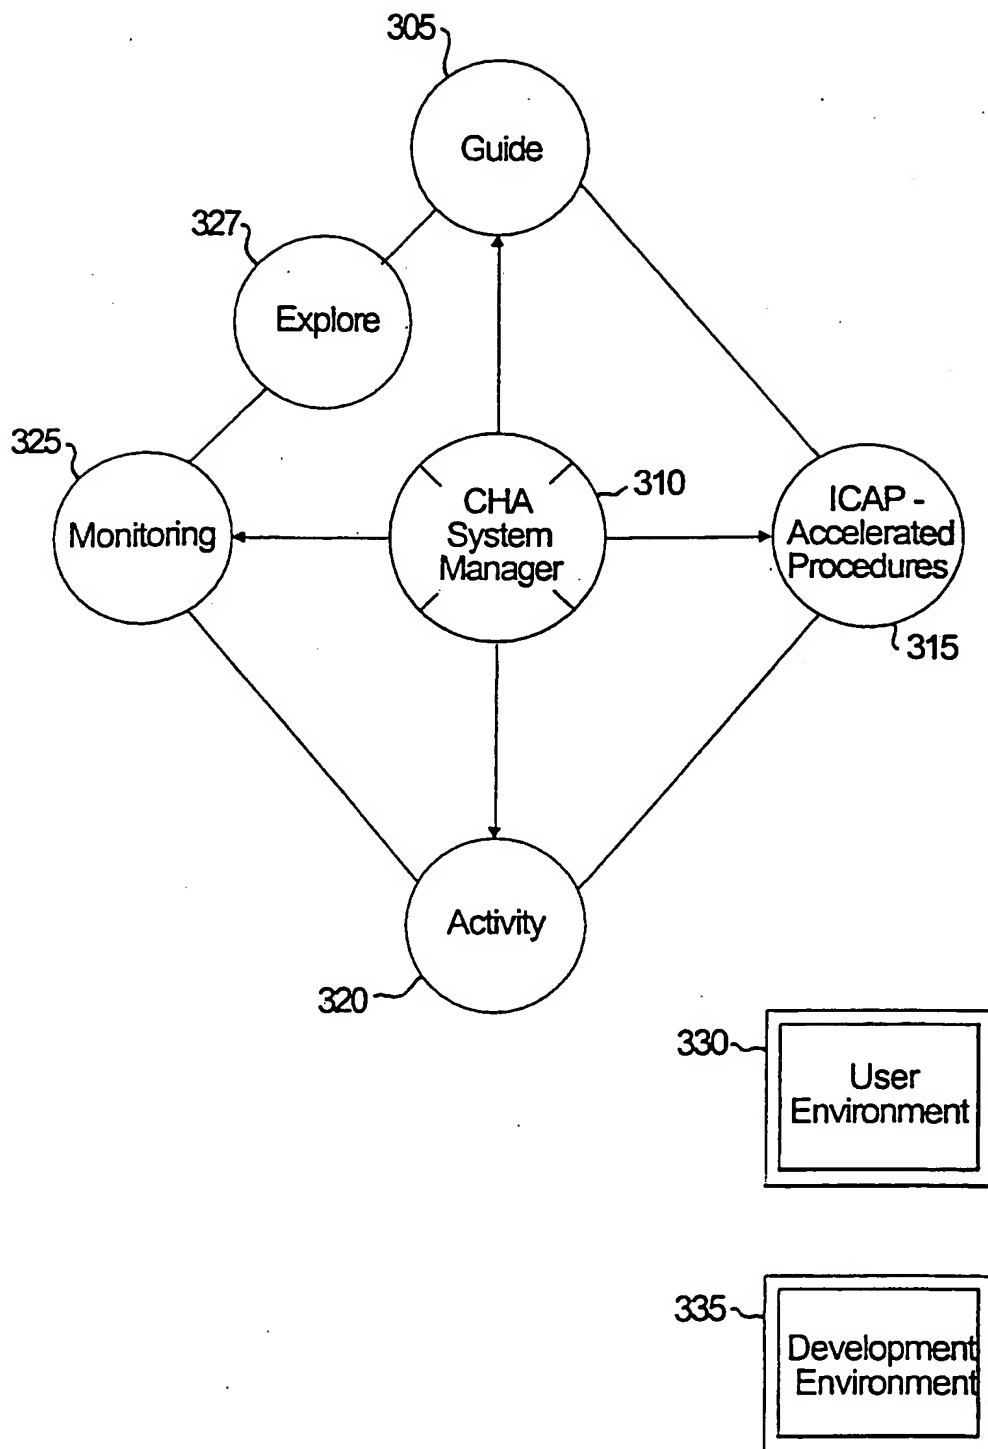 305
Guide
327
Explore
325
Monitoring
CHA
System
Manager
310
ICAP -
Accelerated
Procedures
315
Activity
320
330
User
Environment
335
Development
Environment